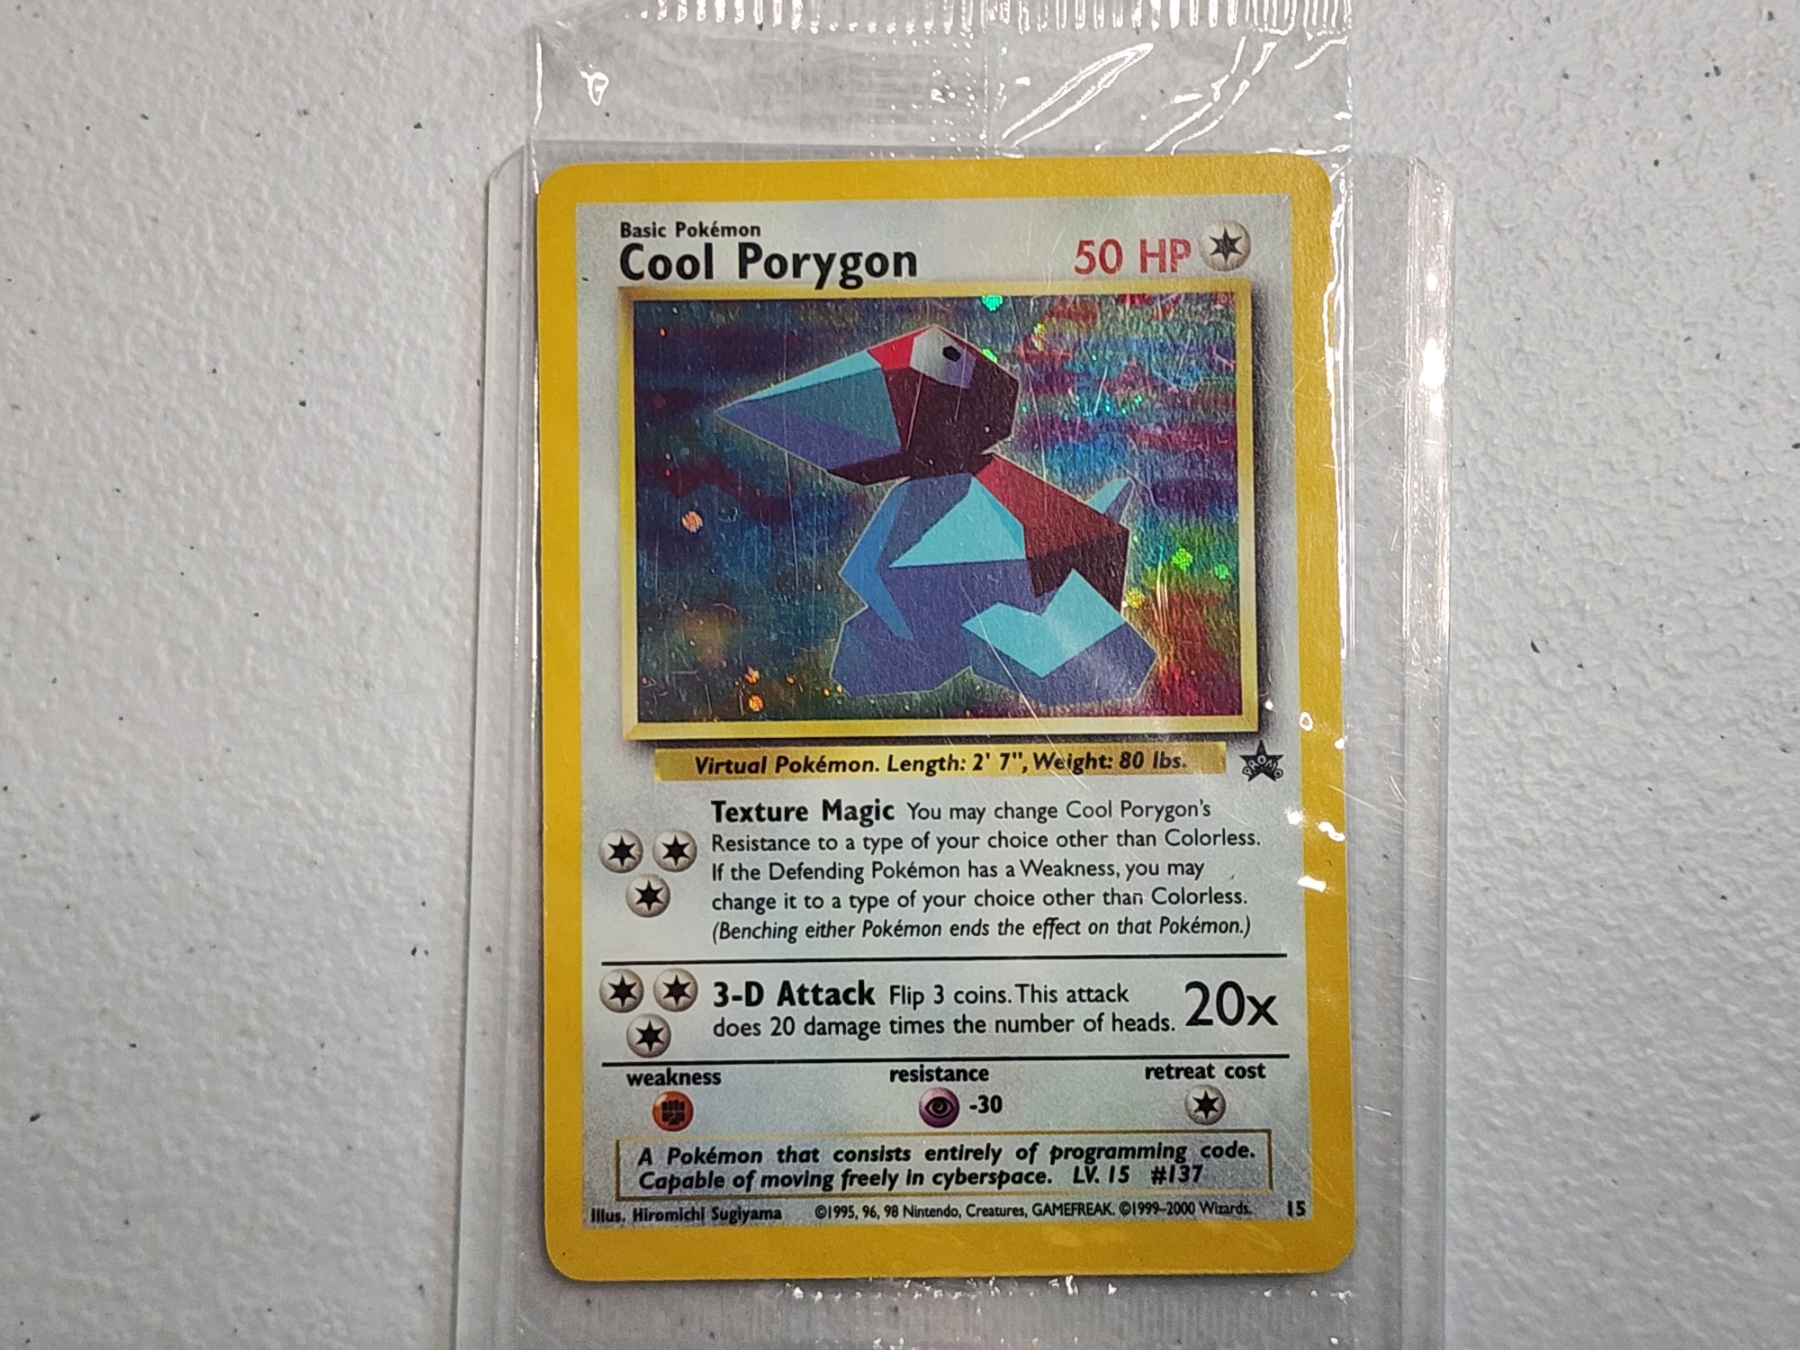 Basic Pokémon
Cool Porygon 50 HP
Virtual Pokémon. Length: 2' 7", Weight: 80 lbs.
PROMO
Texture Magic You may change Cool Porygon's
Resistance to a type of your choice other than Colorless.
If the Defending Pokémon has a Weakness, you may
change it to a type of your choice other than Colorless.
(Benching either Pokémon ends the effect on that Pokémon.)
3-D Attack Flip 3 coins. This attack
does 20 damage times the number of heads. 20x
weakness resistance retreat cost
-30
A Pokémon that consists entirely of programming code.
Capable of moving freely in cyberspace. LV. 15 #137
Illus. Hiromichi Sugiyama ©1995, 96, 98 Nintendo, Creatures, GAMEFREAK. ©1999-2000 Wizards. 15